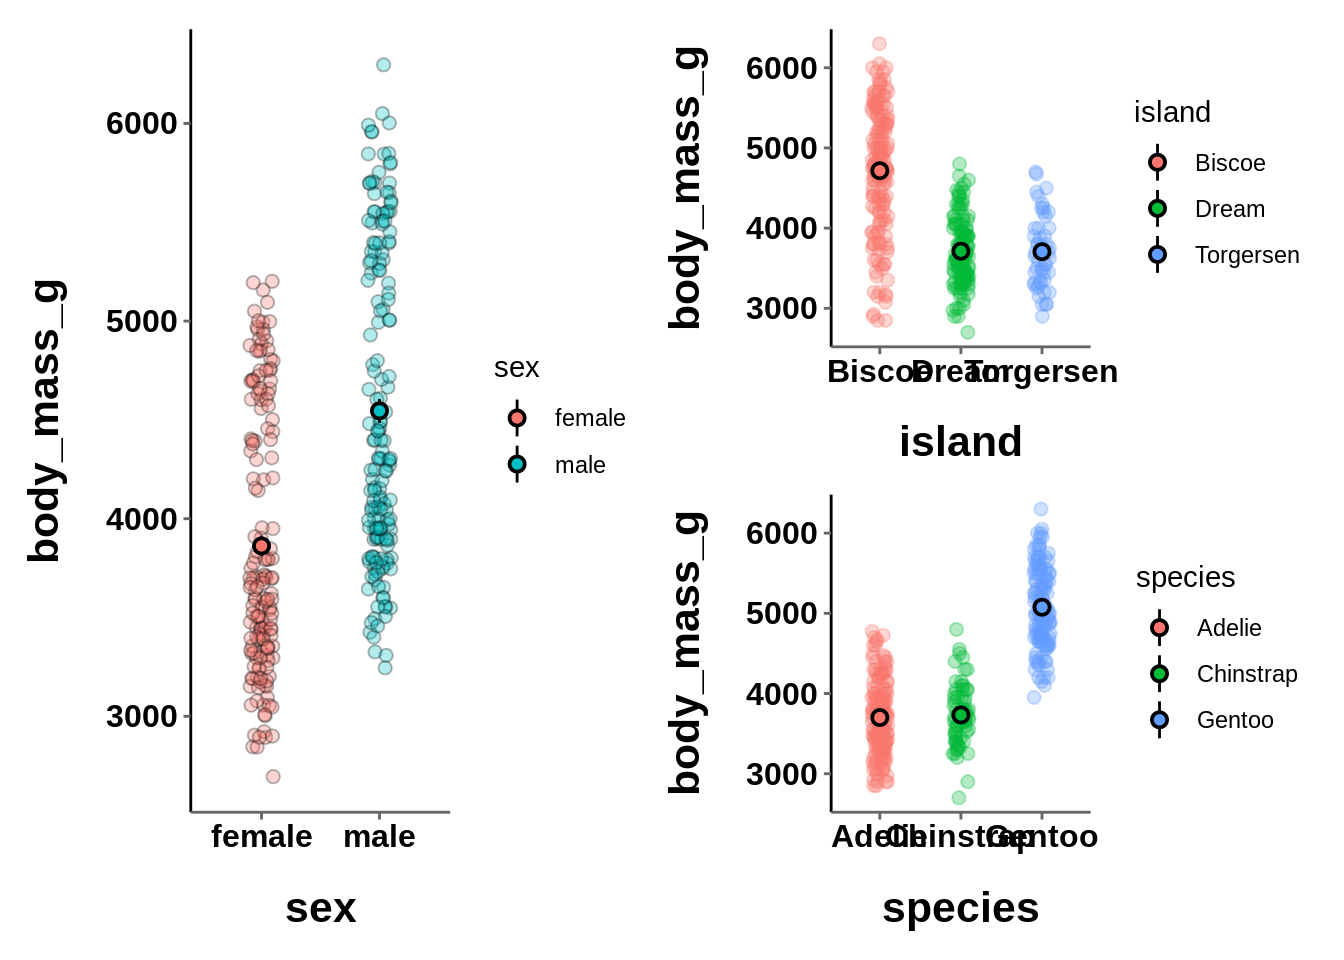 body_mass_g
6000
5000
4000
3000
female male
sex
sex
female
male
body_mass_g
6000
5000
4000
3000
Biscoe Dream Torgersen
island
island
Biscoe
Dream
Torgersen
body_mass_g
6000
5000
4000
3000
Adelie Chinstrap Gentoo
species
species
Adelie
Chinstrap
Gentoo